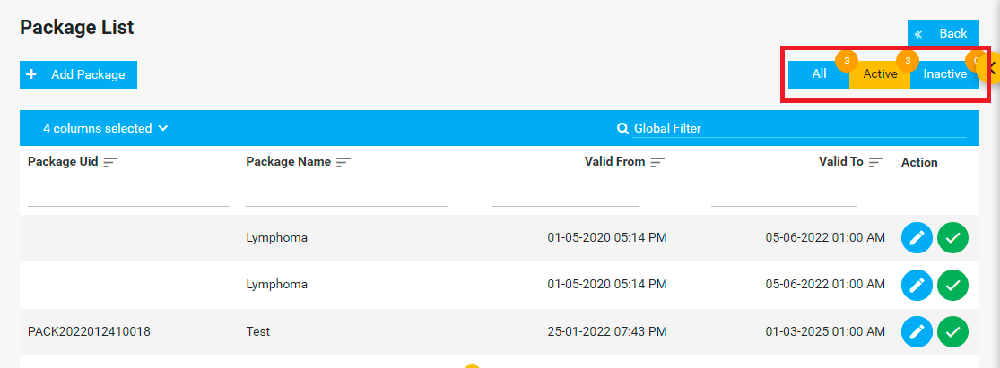 Package List
« Back
+ Add Package
All 3 Active 3 Inactive 0
4 columns selected
Global Filter
Package Uid Package Name Valid From Valid To Action
Lymphoma 01-05-2020 05:14 PM 05-06-2022 01:00 AM
Lymphoma 01-05-2020 05:14 PM 05-06-2022 01:00 AM
PACK2022012410018 Test 25-01-2022 07:43 PM 01-03-2025 01:00 AM